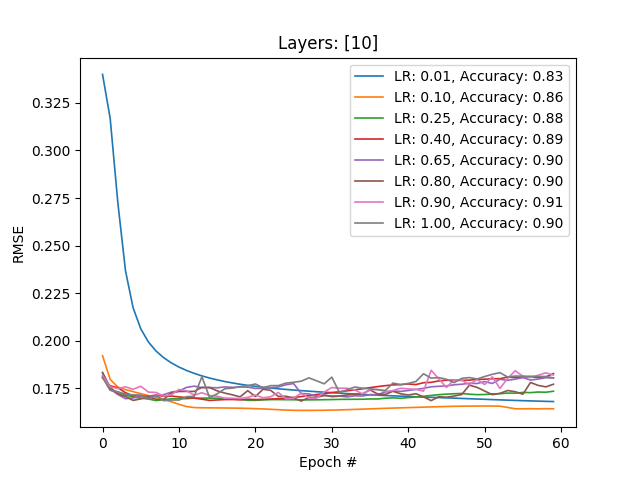 Layers: [10]
LR: 0.01, Accuracy: 0.83
LR: 0.10, Accuracy: 0.86
LR: 0.25, Accuracy: 0.88
LR: 0.40, Accuracy: 0.89
LR: 0.65, Accuracy: 0.90
LR: 0.80, Accuracy: 0.90
LR: 0.90, Accuracy: 0.91
LR: 1.00, Accuracy: 0.90
RMSE
0.325
0.300
0.275
0.250
0.225
0.200
0.175
0 10 20 30 40 50 60
Epoch #